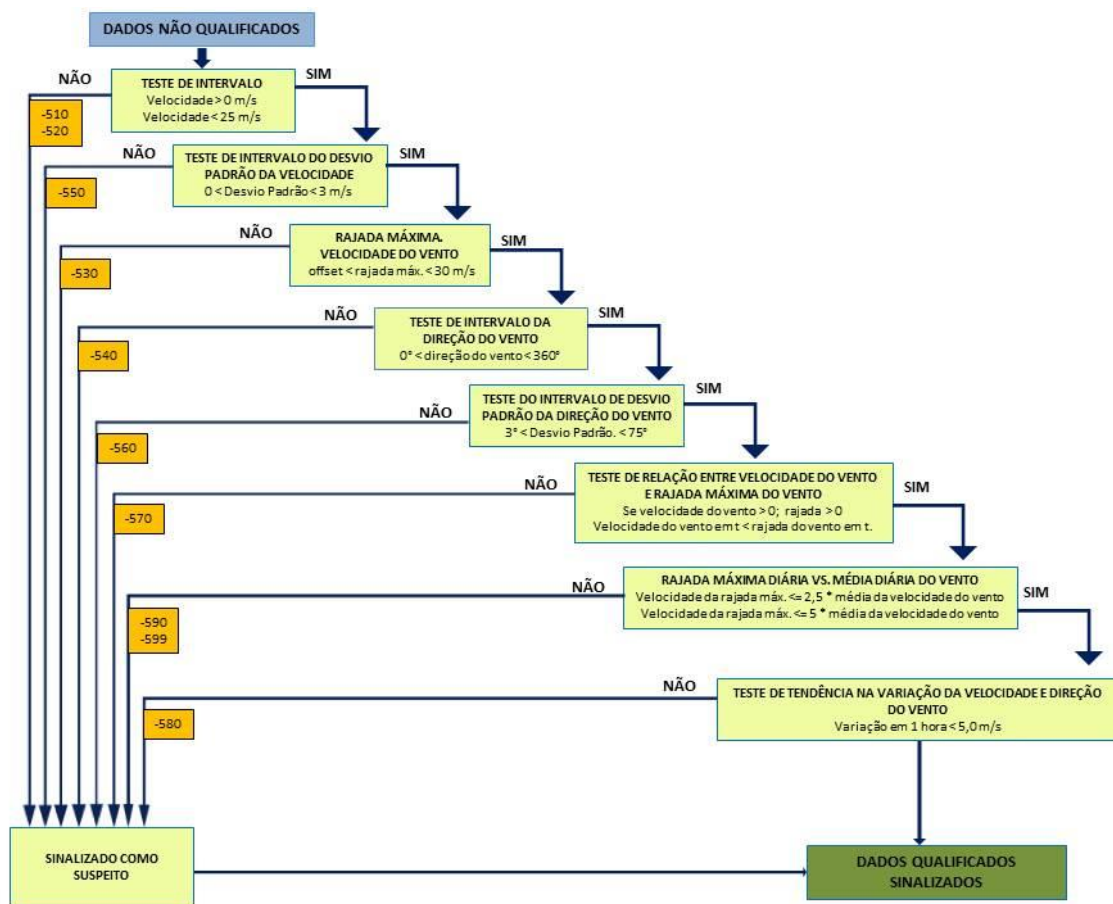 DADOS NÃO QUALIFICADOS
NÃO
TESTE DE INTERVALO
Velocidade > 0 m/s
Velocidade < 25 m/s
SIM
-510
-520
NÃO
TESTE DE INTERVALO DO DESVIO
PADRÃO DA VELOCIDADE
0 < Desvio Padrão < 3 m/s
SIM
-550
NÃO
RAJADA MÁXIMA.
VELOCIDADE DO VENTO
offset < rajada máx. < 30 m/s
SIM
-530
NÃO
TESTE DE INTERVALO DA
DIREÇÃO DO VENTO
0° < direção do vento < 360°
SIM
-540
NÃO
TESTE DO INTERVALO DE DESVIO
PADRÃO DA DIREÇÃO DO VENTO
3° < Desvio Padrão. < 75°
SIM
-560
NÃO
TESTE DE RELAÇÃO ENTRE VELOCIDADE DO VENTO
E RAJADA MÁXIMA DO VENTO
Se velocidade do vento > 0; rajada > 0
Velocidade do vento em t < rajada do vento em t.
SIM
-570
NÃO
RAJADA MÁXIMA DIÁRIA VS. MÉDIA DIÁRIA DO VENTO
Velocidade da rajada máx. <= 2,5 * média da velocidade do vento
Velocidade da rajada máx. <= 5 * média da velocidade do vento
SIM
-590
-599
NÃO
TESTE DE TENDÊNCIA NA VARIAÇÃO DA VELOCIDADE E DIREÇÃO
DO VENTO
Variação em 1 hora < 5,0 m/s
-580
SINALIZADO COMO
SUSPEITO
DADOS QUALIFICADOS
SINALIZADOS